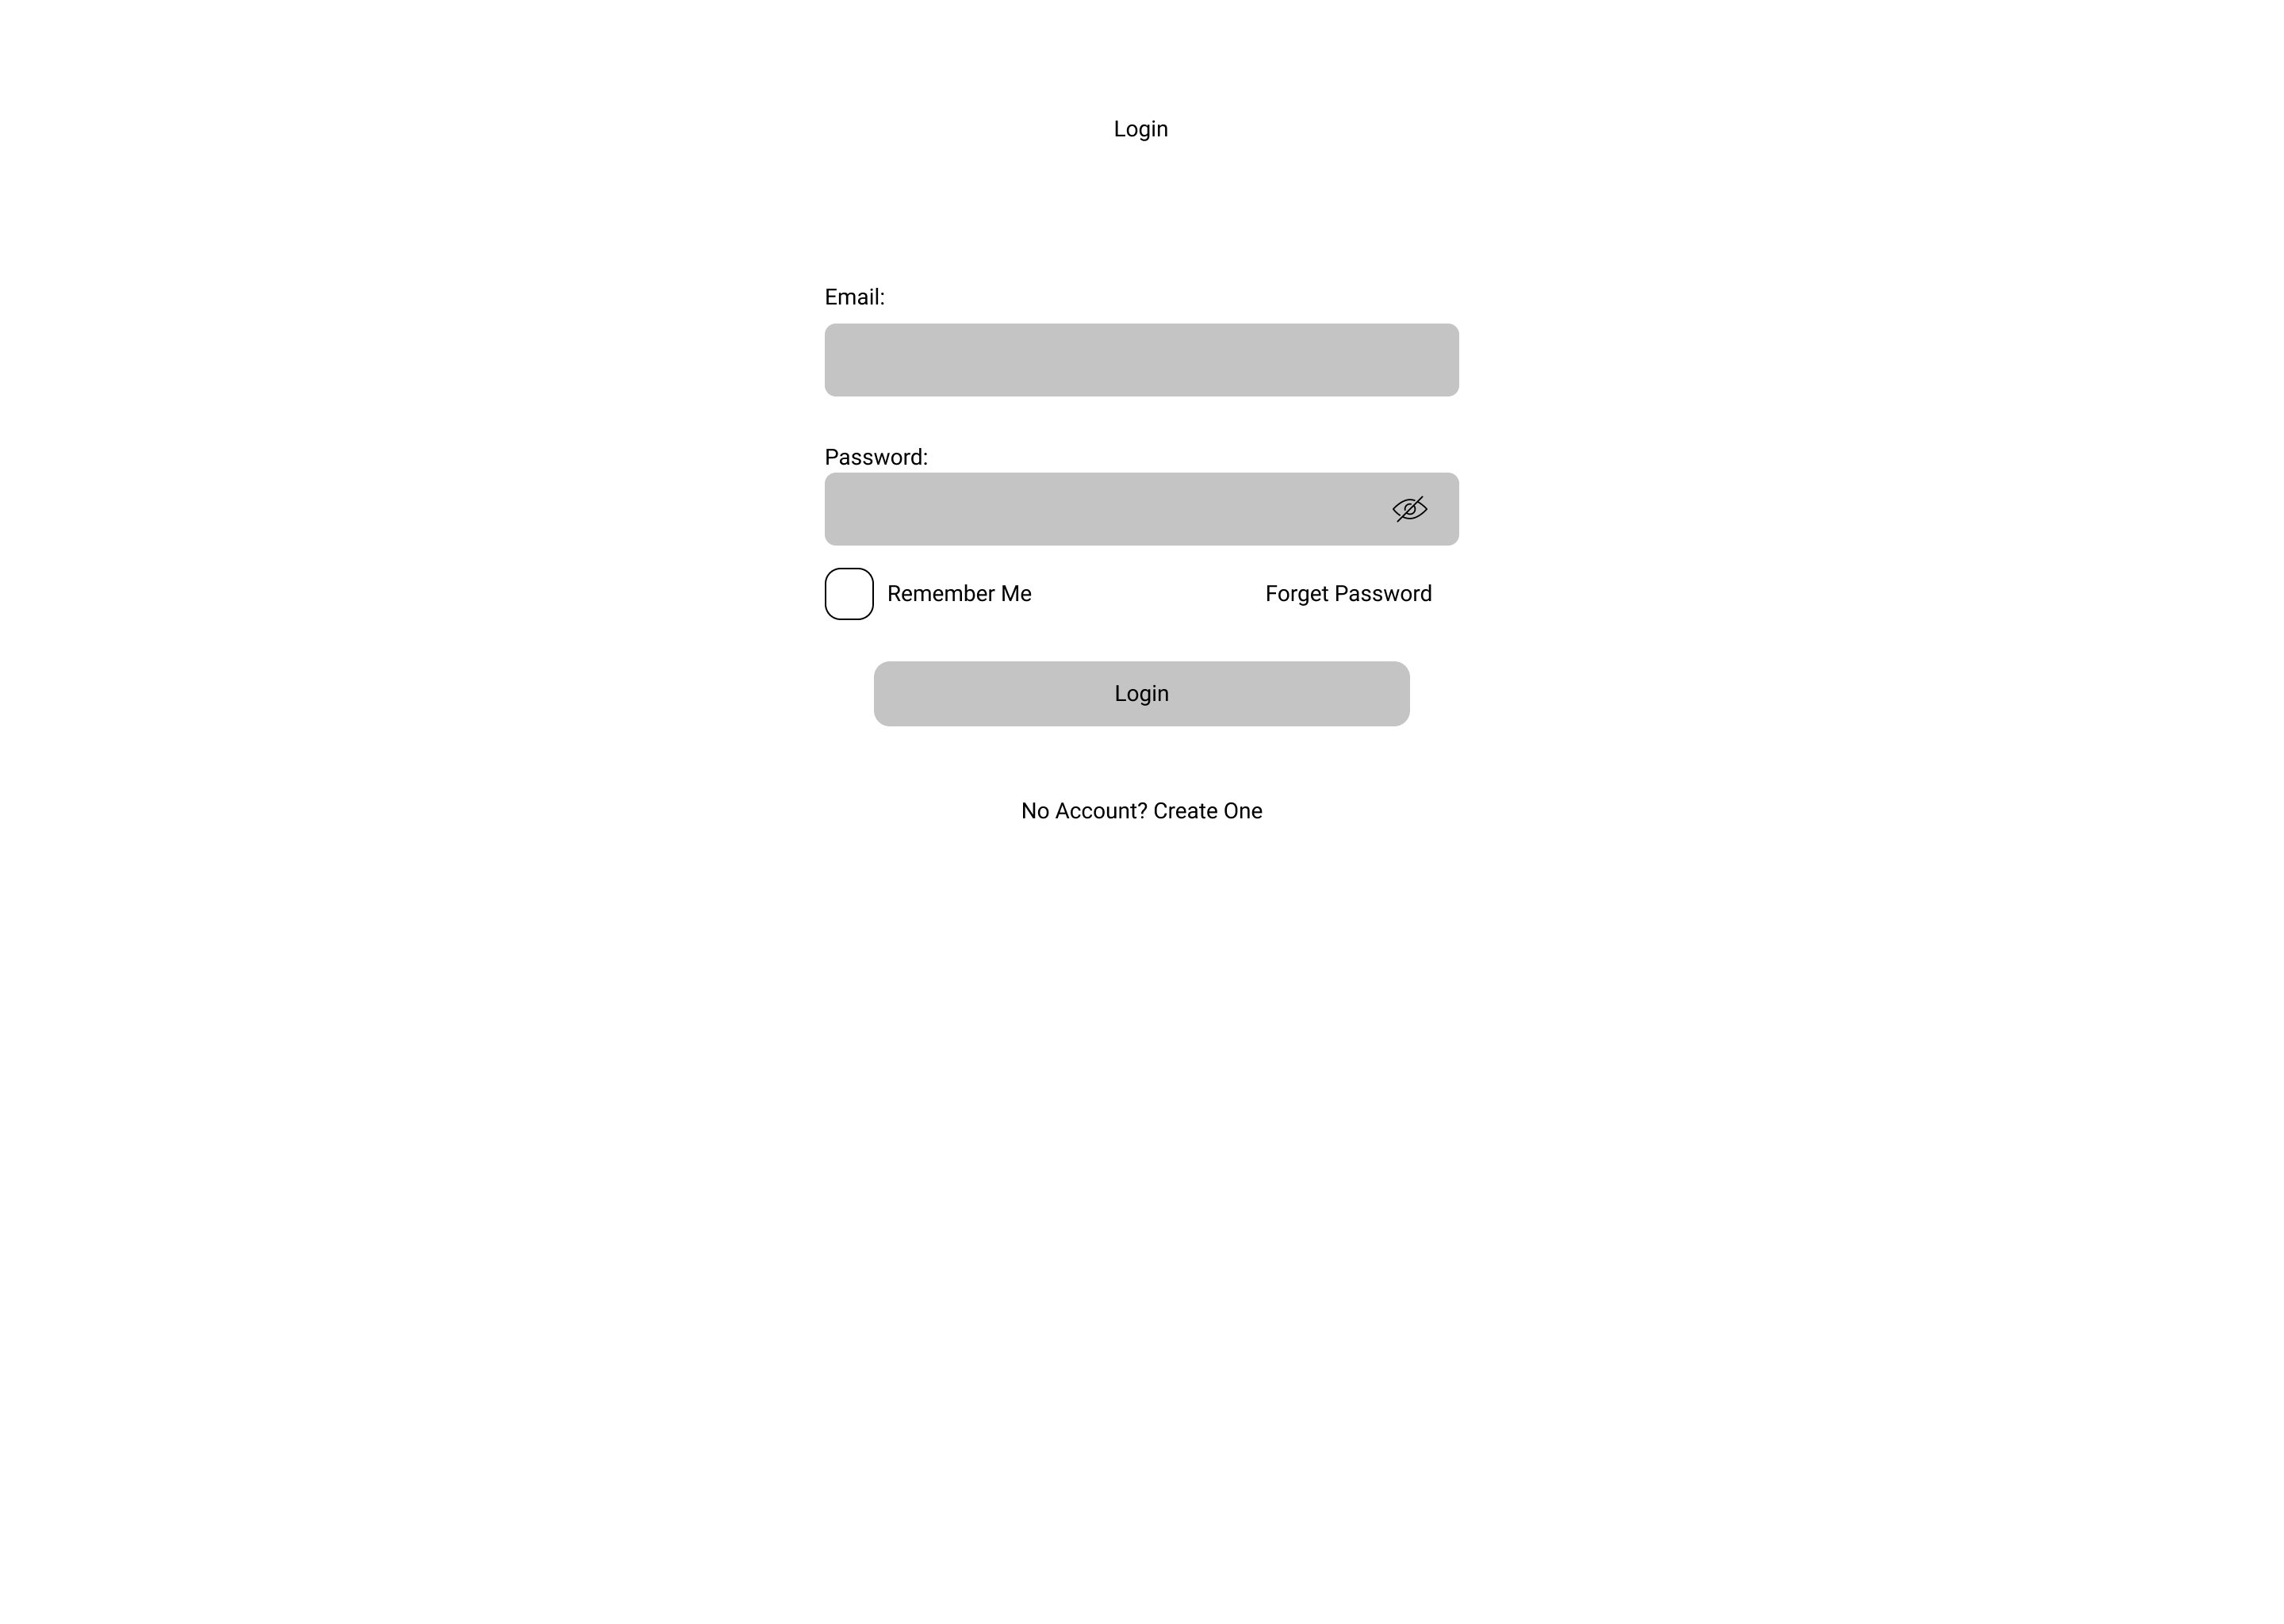 Login
Email:
Password:
Remember Me
Forget Password
Login
No Account? Create One